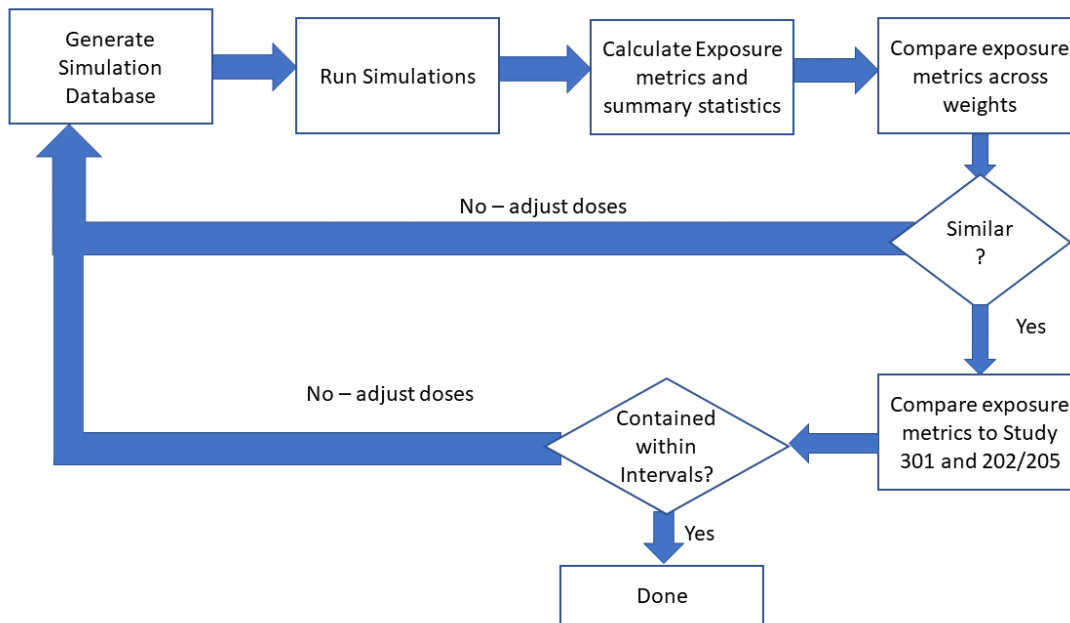 Generate
Simulation
Database
Run Simulations
Calculate Exposure
metrics and
summary statistics
Compare exposure
metrics across
weights
No – adjust doses
Similar
?
Yes
No – adjust doses
Contained
within
Intervals?
Compare exposure
metrics to Study
301 and 202/205
Yes
Done